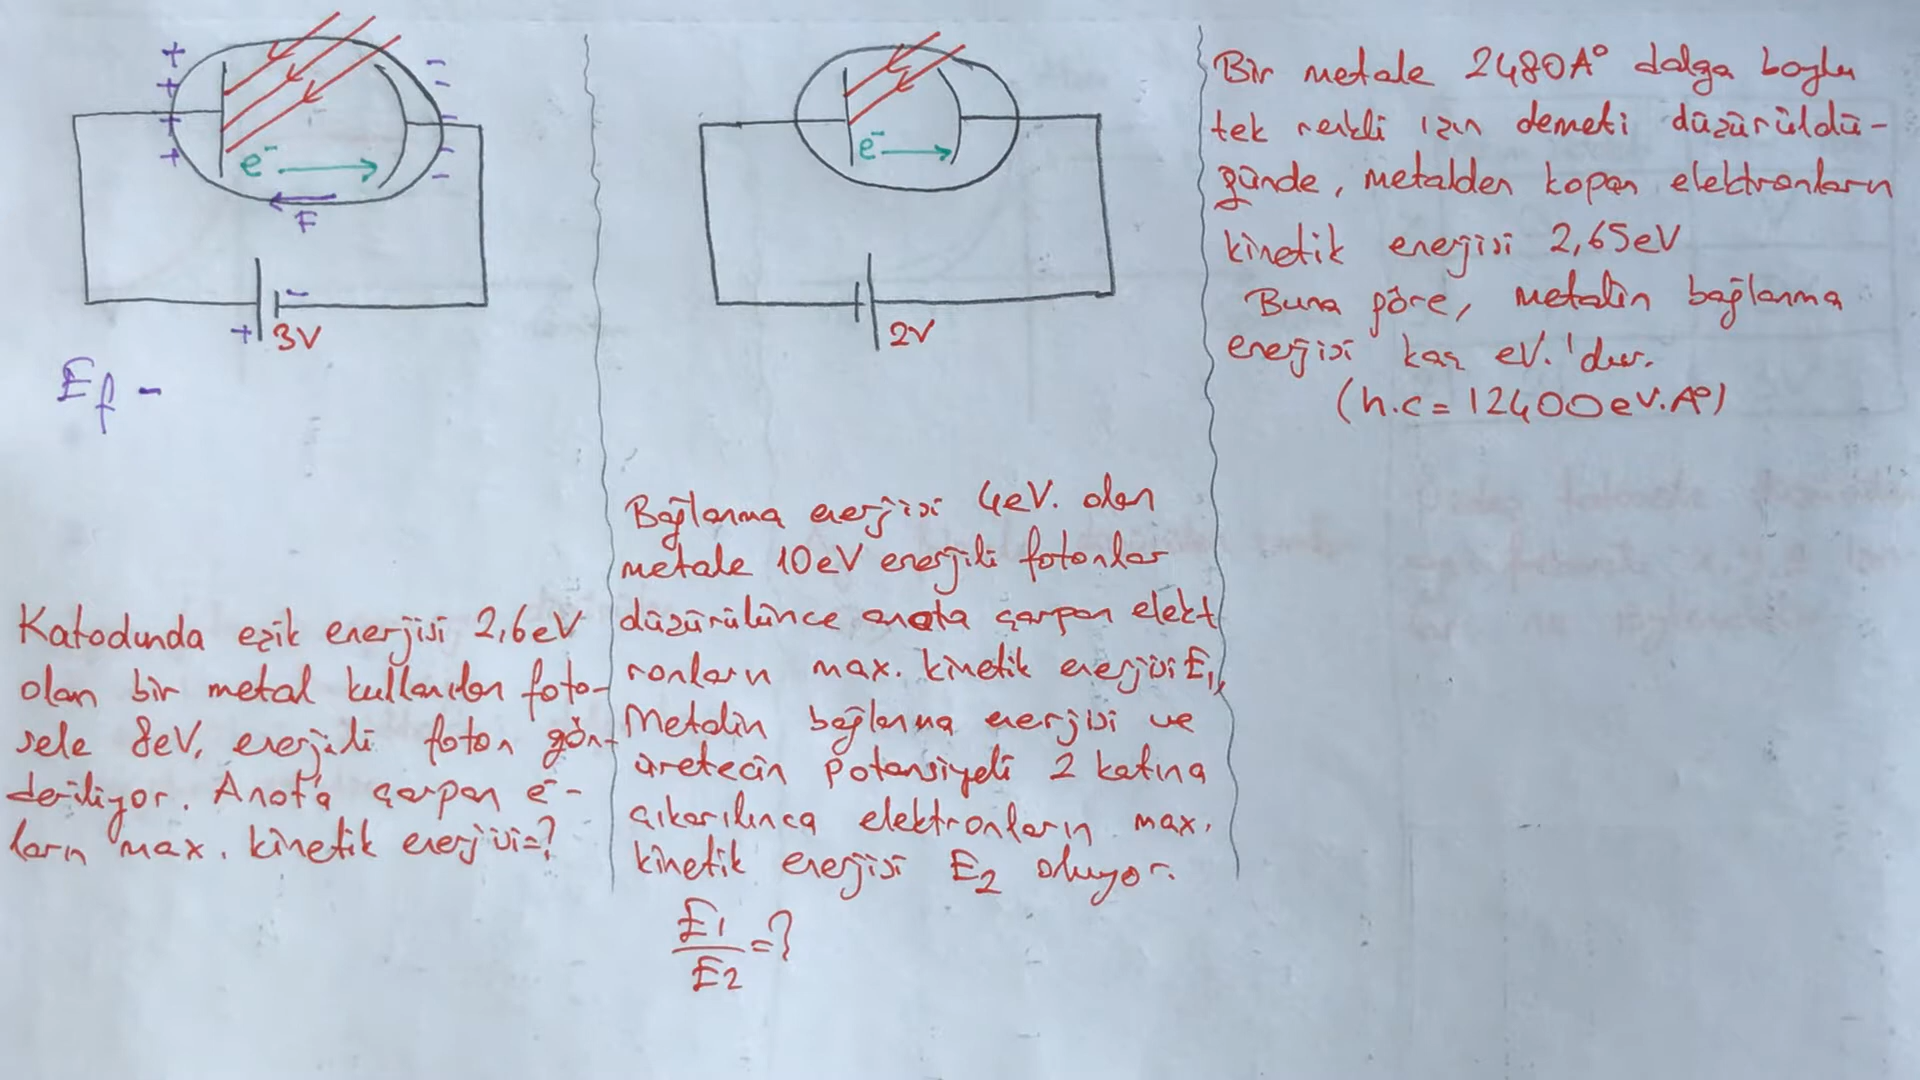 +
+
+
+
-
-
-
-
-
e-
F
+
-
3V
Ef -
Katodunda eşik enerjisi 2,6eV
olan bir metal kullanılan foto-
sele 8eV. enerjili foton gön-
deriliyor. Anot'a çarpan e-
ların max. kinetik enerjisi=?
e-
2V
Bağlanma enerjisi 4eV. olan
metale 10eV enerjili fotonlar
düşürülünce anota çarpan elekt
ronların max. kinetik enerjisi E1,
Metalin bağlanma enerjisi ve
üretecin potansiyeli 2 katına
çıkarılınca elektronların max.
kinetik enerjisi E2 oluyor.
E1
— =?
E2
Bir metale 2480A° dalga boylu
tek renkli ışın demeti düşürüldü-
ğünde, metalden kopan elektronların
kinetik enerjisi 2,65eV
Buna göre, metalin bağlanma
enerjisi kaç eV.'dur.
(h.c = 12400eV.A°)